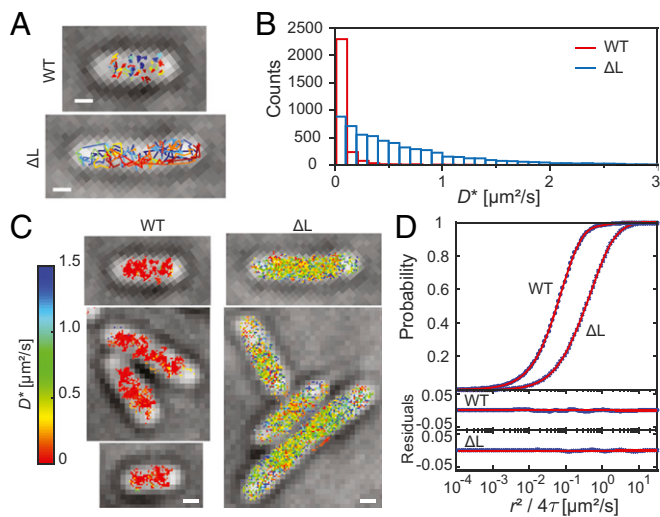 A
WT
ΔL
B
2500
2000
1500
1000
500
0
Counts
WT
ΔL
0
1
2
3
D* [µm²/s]
C
WT
ΔL
1.5
1.0
0.5
0
D* [µm²/s]
D
1
0.8
0.6
0.4
0.2
Probability
WT
ΔL
0.05
-0.05
WT
0.05
-0.05
ΔL
Residuals
10⁻⁴
10⁻³
10⁻²
10⁻¹
10⁰
10¹
r² / 4τ [µm²/s]